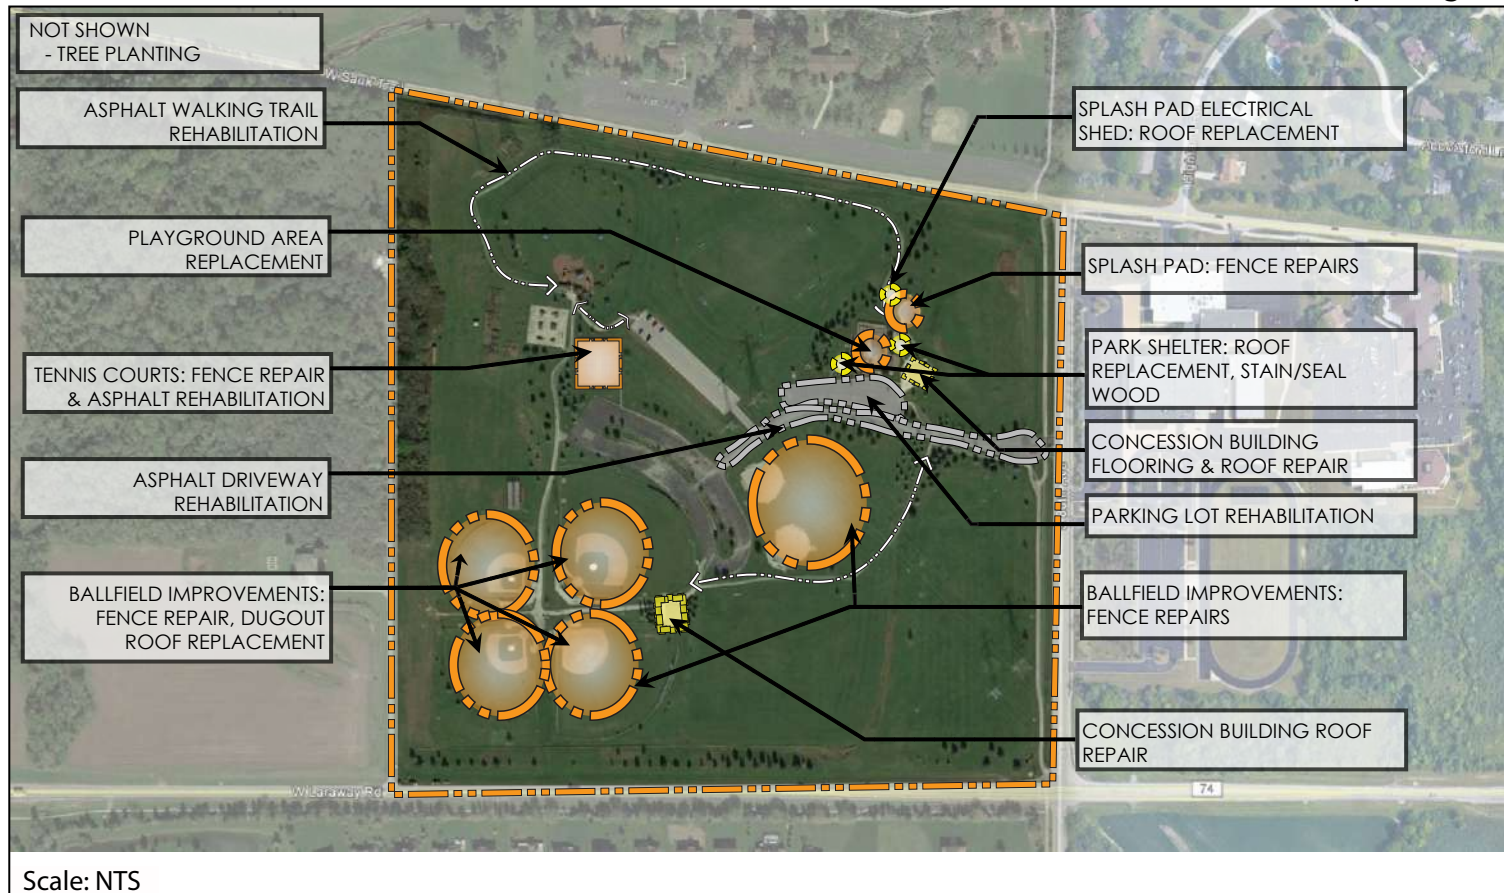 NOT SHOWN
- TREE PLANTING
ASPHALT WALKING TRAIL
REHABILITATION
PLAYGROUND AREA
REPLACEMENT
TENNIS COURTS: FENCE REPAIR
& ASPHALT REHABILITATION
ASPHALT DRIVEWAY
REHABILITATION
BALLFIELD IMPROVEMENTS:
FENCE REPAIR, DUGOUT
ROOF REPLACEMENT
SPLASH PAD ELECTRICAL
SHED: ROOF REPLACEMENT
SPLASH PAD: FENCE REPAIRS
PARK SHELTER: ROOF
REPLACEMENT, STAIN/SEAL
WOOD
CONCESSION BUILDING
FLOORING & ROOF REPAIR
PARKING LOT REHABILITATION
BALLFIELD IMPROVEMENTS:
FENCE REPAIRS
CONCESSION BUILDING ROOF
REPAIR
W Laraway Rd
74
Scale: NTS